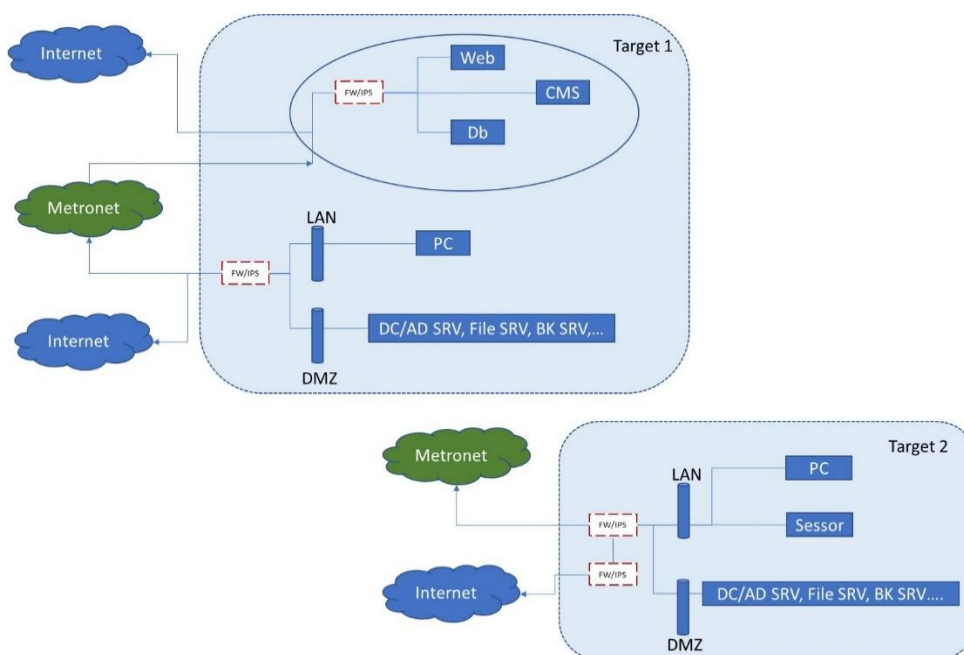 Internet
Target 1
Web
FW/IPS
CMS
Db
Metronet
LAN
PC
FW/IPS
Internet
DC/AD SRV, File SRV, BK SRV,...
DMZ
Metronet
Target 2
LAN
PC
FW/IPS
Sessor
FW/IPS
Internet
DC/AD SRV, File SRV, BK SRV....
DMZ